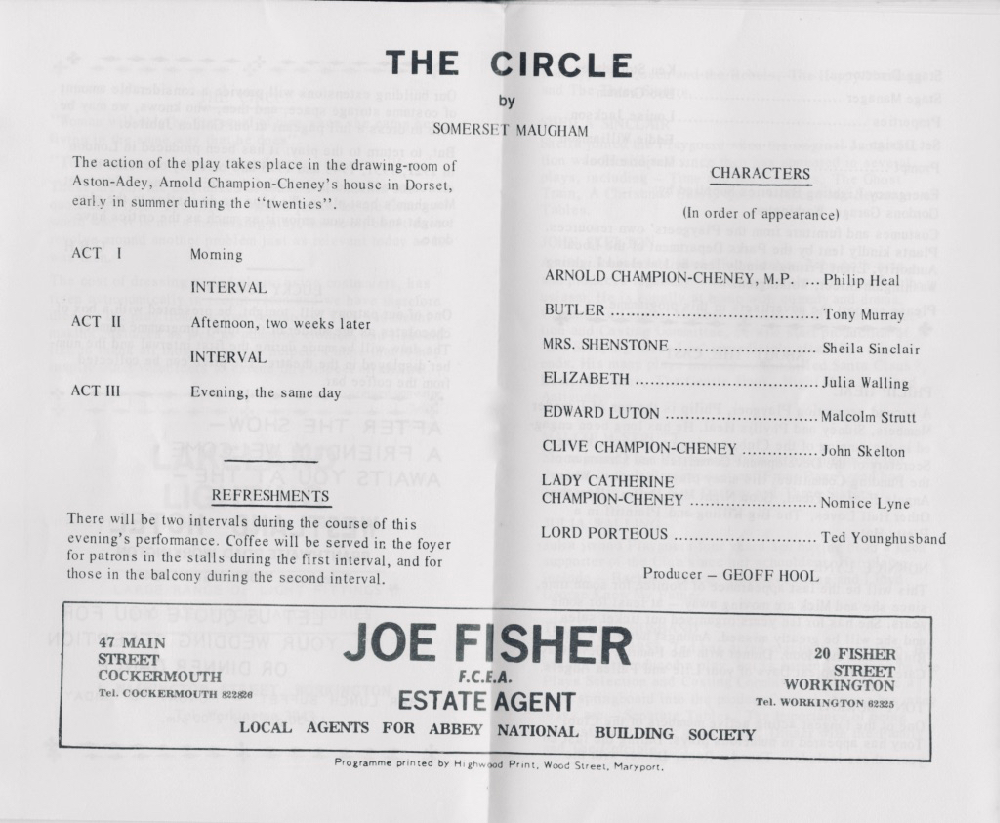 THE CIRCLE
by
SOMERSET MAUGHAM
The action of the play takes place in the drawing-room of
Aston-Adey, Arnold Champion-Cheney's house in Dorset,
early in summer during the "twenties".
ACT I Morning
INTERVAL
ACT II Afternoon, two weeks later
INTERVAL
ACT III Evening, the same day
REFRESHMENTS
There will be two intervals during the course of this
evening's performance. Coffee will be served in the foyer
for patrons in the stalls during the first interval, and for
those in the balcony during the second interval.
CHARACTERS
(In order of appearance)
ARNOLD CHAMPION-CHENEY, M.P. ... Philip Heal
BUTLER ................................... Tony Murray
MRS. SHENSTONE ........................ Sheila Sinclair
ELIZABETH ............................... Julia Walling
EDWARD LUTON .......................... Malcolm Strutt
CLIVE CHAMPION-CHENEY ............. John Skelton
LADY CATHERINE
CHAMPION-CHENEY ...................... Nomice Lyne
LORD PORTEOUS ........................ Ted Younghusband
Producer – GEOFF HOOL
47 MAIN
STREET
COCKERMOUTH
Tel. COCKERMOUTH 822826
JOE FISHER
F.C.E.A.
ESTATE AGENT
20 FISHER
STREET
WORKINGTON
Tel. WORKINGTON 62325
LOCAL AGENTS FOR ABBEY NATIONAL BUILDING SOCIETY
Programme printed by Highwood Print, Wood Street, Maryport.